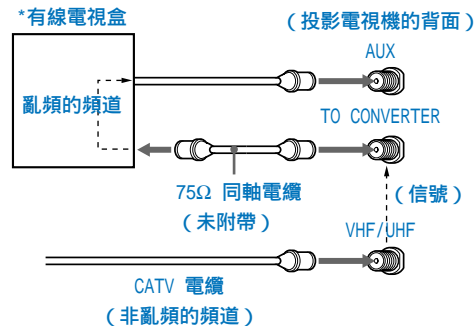 *有線電視盒
（投影電視機的背面）
AUX
亂頻的頻道
TO CONVERTER
75Ω 同軸電纜
（未附帶）
（信號）
VHF/UHF
CATV 電纜
（非亂頻的頻道）